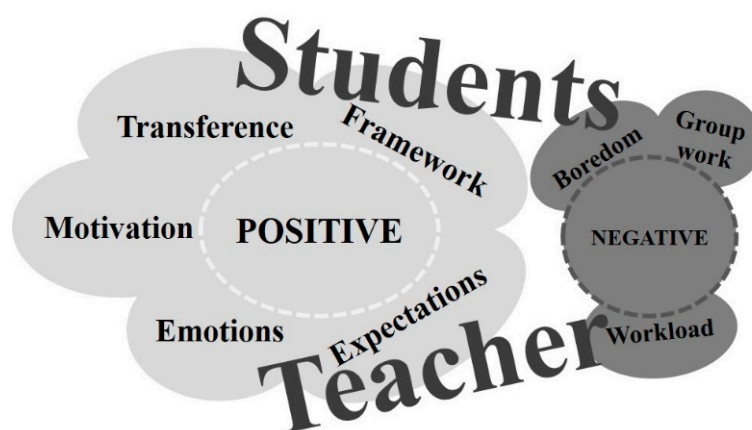 Students
Transference
Framework
Motivation
POSITIVE
Emotions
Expectations
Teacher
Boredom
Group
work
NEGATIVE
Workload